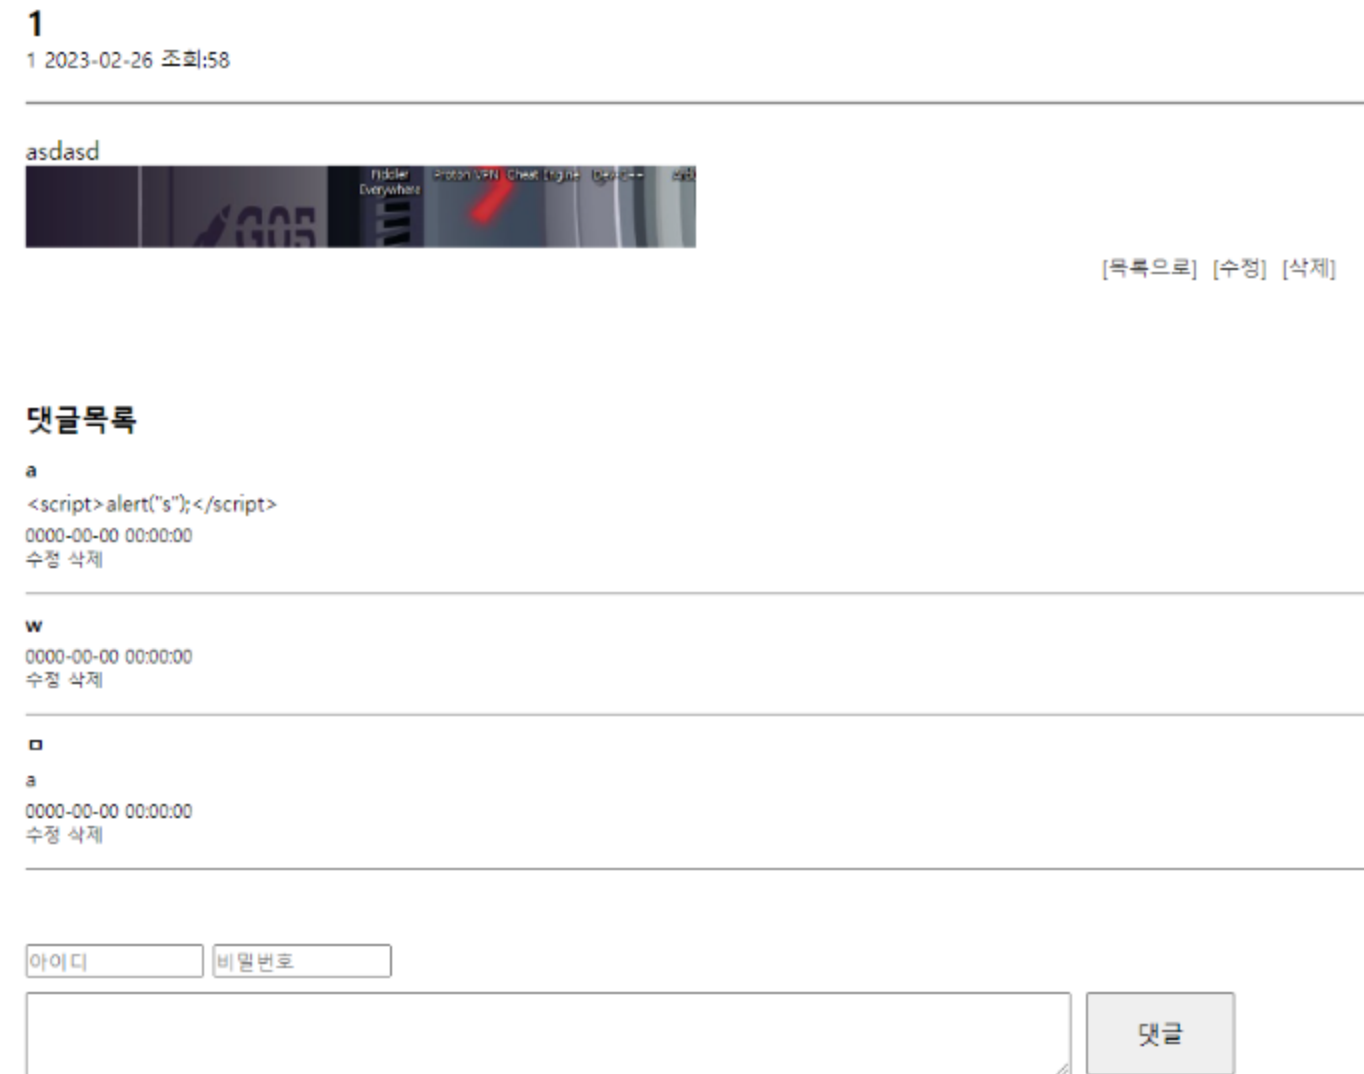 1
1 2023-02-26 조회:58
asdasd
Fiddler Everywhere
Proton VPN Cheat Engine Dev-C++
G05
[목록으로] [수정] [삭제]
댓글목록
a
<script>alert("s");</script>
0000-00-00 00:00:00
수정 삭제
w
0000-00-00 00:00:00
수정 삭제
ㅁ
a
0000-00-00 00:00:00
수정 삭제
아이디 비밀번호
댓글